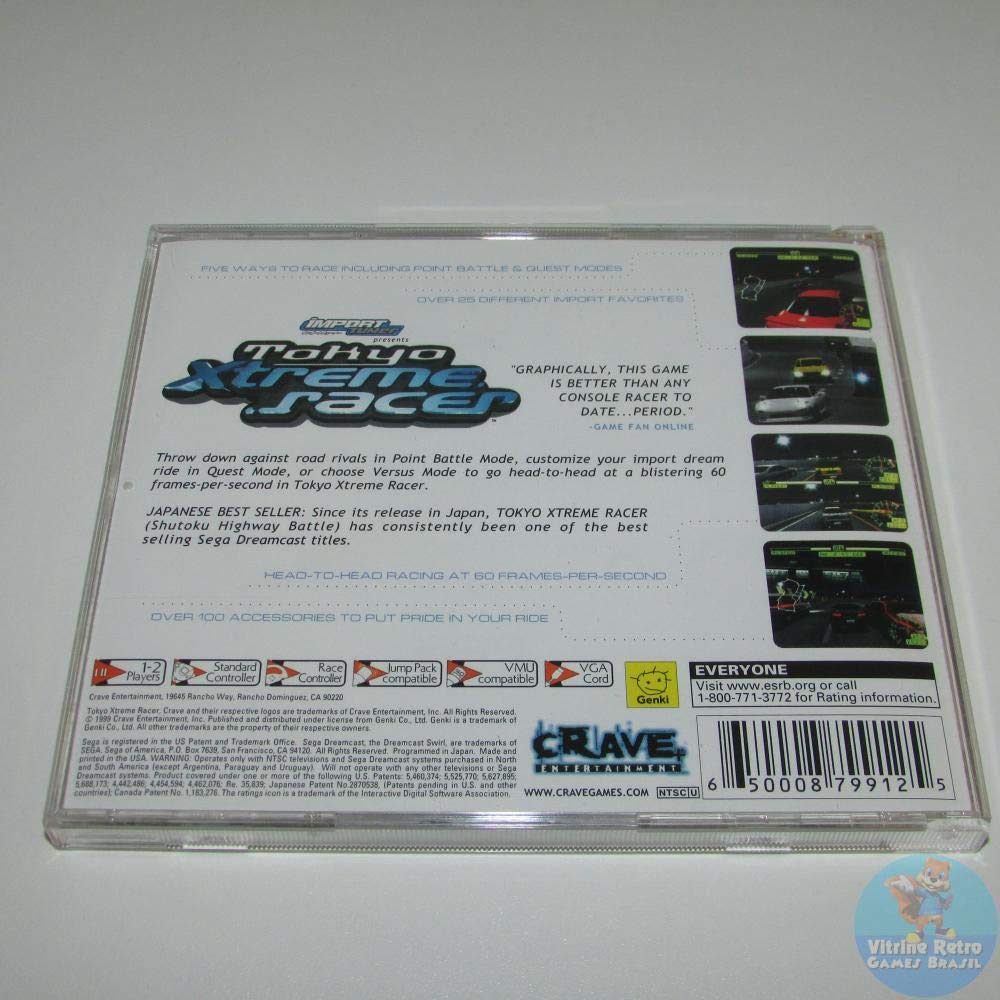 FIVE WAYS TO RACE INCLUDING POINT BATTLE & QUEST MODES
OVER 25 DIFFERENT IMPORT FAVORITES
IMPORT
TUNER
presents
Tokyo
Xtreme
racer
"GRAPHICALLY, THIS GAME
IS BETTER THAN ANY
CONSOLE RACER TO
DATE...PERIOD."
-GAME FAN ONLINE
Throw down against road rivals in Point Battle Mode, customize your import dream
ride in Quest Mode, or choose Versus Mode to go head-to-head at a blistering 60
frames-per-second in Tokyo Xtreme Racer.
JAPANESE BEST SELLER: Since its release in Japan, TOKYO XTREME RACER
(Shutoku Highway Battle) has consistently been one of the best
selling Sega Dreamcast titles.
HEAD-TO-HEAD RACING AT 60 FRAMES-PER-SECOND
OVER 100 ACCESSORIES TO PUT PRIDE IN YOUR RIDE
1-2
Players
Standard
Controller
Race
Controller
Jump Pack
compatible
VMU
compatible
VGA
Cord
Genki
EVERYONE
Visit www.esrb.org or call
1-800-771-3772 for Rating information.
Crave Entertainment, 19645 Rancho Way, Rancho Dominguez, CA 90220
Tokyo Xtreme Racer, Crave and their respective logos are trademarks of Crave Entertainment, Inc. All Rights Reserved.
© 1999 Crave Entertainment, Inc. Published and distributed under license from Genki Co., Ltd. Genki is a trademark of
Genki Co., Ltd. All other trademarks are the property of their respective owners.
Sega is registered in the US Patent and Trademark Office. Sega Dreamcast, the Dreamcast Swirl, are trademarks of
SEGA. Sega of America, P.O. Box 7639, San Francisco, CA 94120. All Rights Reserved. Programmed in Japan. Made and
printed in the USA. WARNING: Operates only with NTSC televisions and Sega Dreamcast systems purchased in North
and South America (except Argentina, Paraguay and Uruguay). Will not operate with any other televisions or Sega
Dreamcast systems. Product covered under one or more of the following U.S. Patents: 5,460,374; 5,525,770; 5,627,895;
5,688,173; 4,442,486; 4,454,594; 4,462,076; Re. 35,839; Japanese Patent No.2870538, (Patents pending in U.S. and other
countries); Canada Patent No. 1,183,276. The ratings icon is a trademark of the Interactive Digital Software Association.
CRAVE
ENTERTAINMENT
WWW.CRAVEGAMES.COM
NTSC U
6 50008 79912 5
Vitrine Retro
Games Brasil